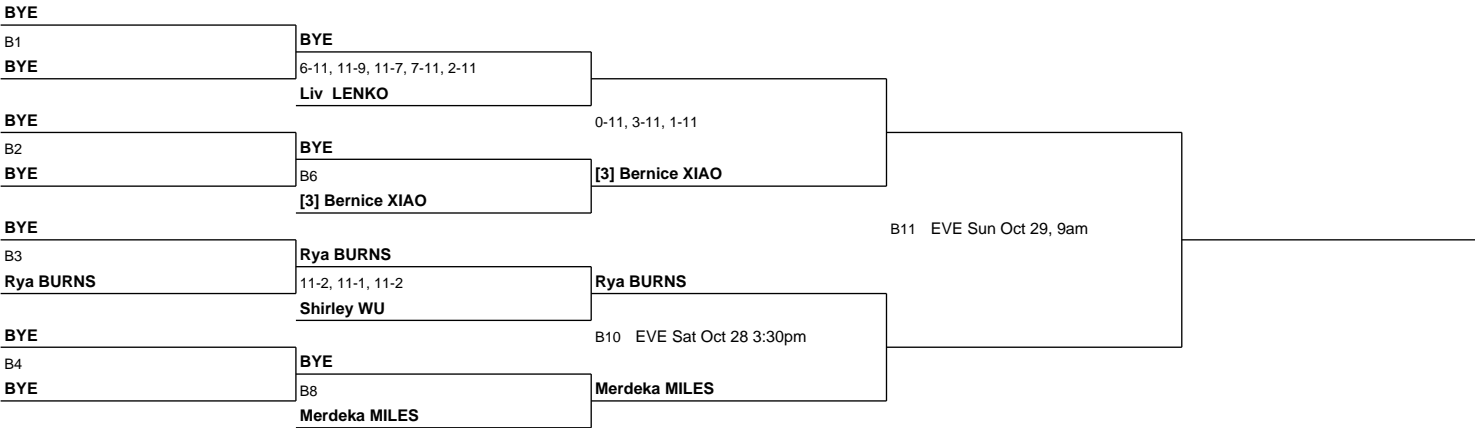 BYE
B1
BYE
BYE
6-11, 11-9, 11-7, 7-11, 2-11
Liv LENKO
BYE
B2
BYE
BYE
B6
[3] Bernice XIAO
0-11, 3-11, 1-11
[3] Bernice XIAO
BYE
B3
Rya BURNS
Rya BURNS
11-2, 11-1, 11-2
Shirley WU
Rya BURNS
BYE
B4
BYE
BYE
B8
Merdeka MILES
B10 EVE Sat Oct 28 3:30pm
Merdeka MILES
B11 EVE Sun Oct 29, 9am